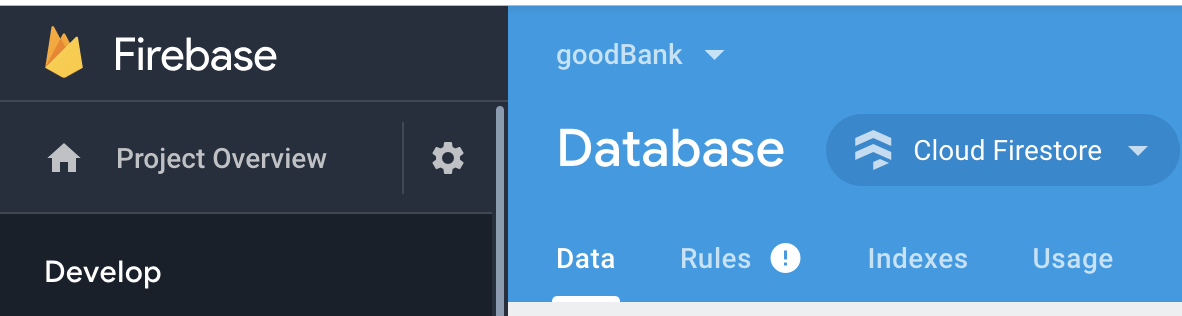 Firebase
Project Overview
Develop
goodBank
Database
Cloud Firestore
Data Rules ! Indexes Usage